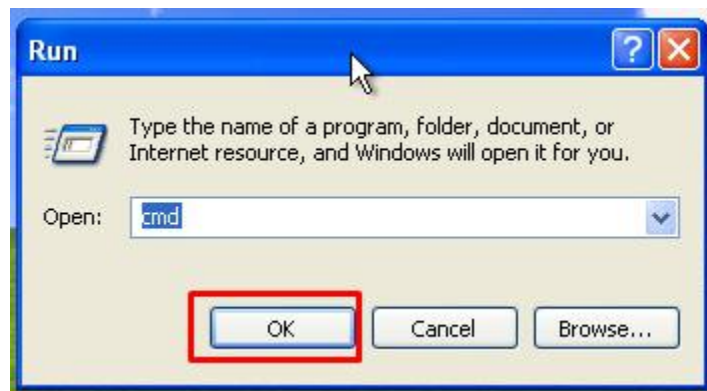 Run
Type the name of a program, folder, document, or
Internet resource, and Windows will open it for you.
Open: cmd
OK Cancel Browse...